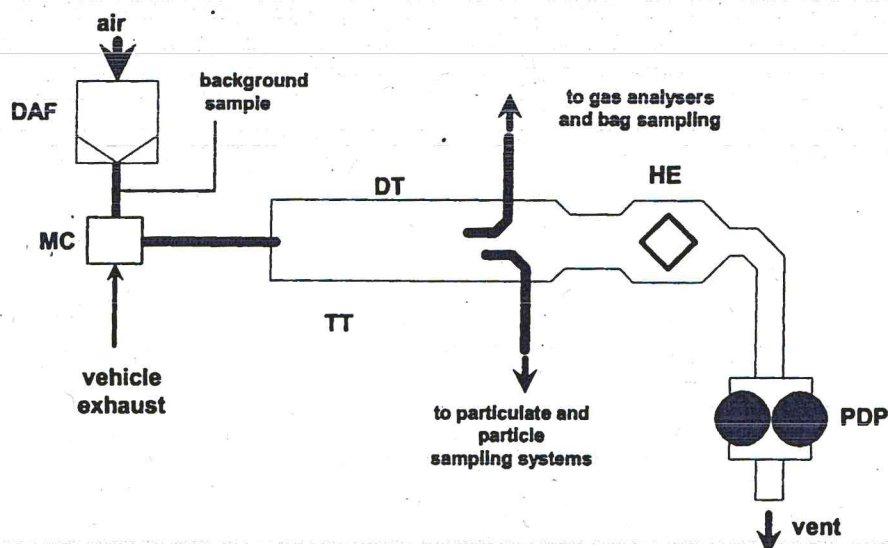 air
DAF
background
sample
to gas analysers
and bag sampling
DT
HE
MC
TT
vehicle
exhaust
to particulate and
particle
sampling systems
PDP
vent